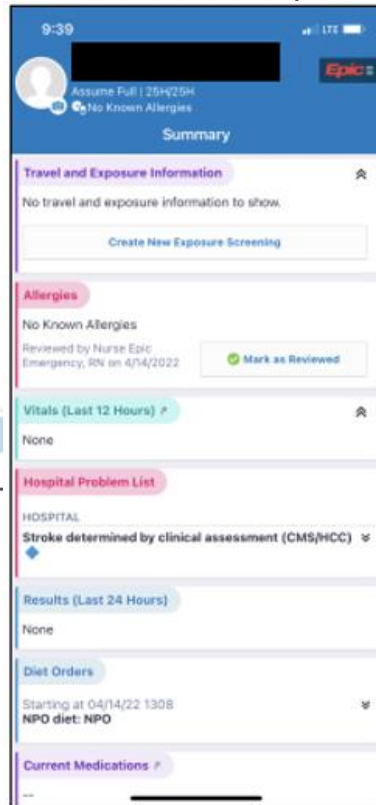 9:39
LTE
Epic
Assume Full | 25H/25H
No Known Allergies
Summary
Travel and Exposure Information
No travel and exposure information to show.
Create New Exposure Screening
Allergies
No Known Allergies
Reviewed by Nurse Epic
Emergency, RN on 4/14/2022
Mark as Reviewed
Vitals (Last 12 Hours)
None
Hospital Problem List
HOSPITAL
Stroke determined by clinical assessment (CMS/HCC)
Results (Last 24 Hours)
None
Diet Orders
Starting at 04/14/22 1308
NPO diet: NPO
Current Medications
--